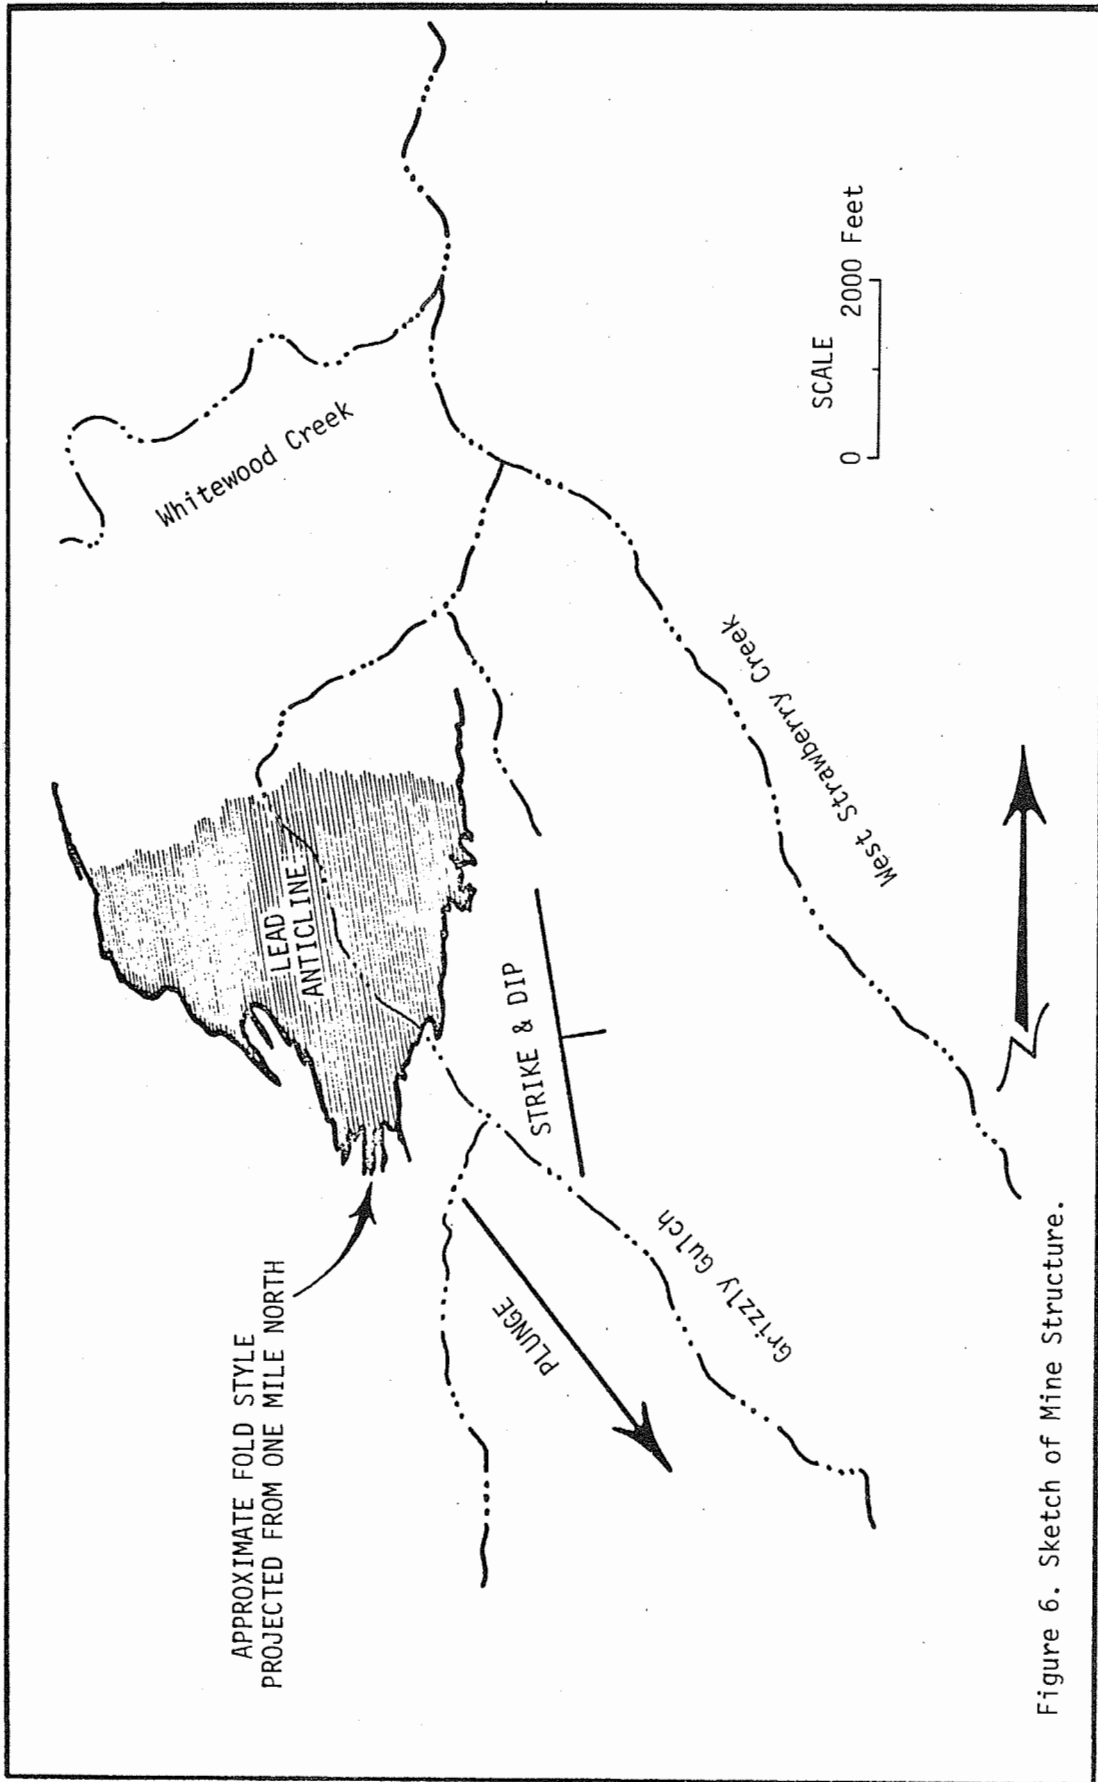 APPROXIMATE FOLD STYLE
PROJECTED FROM ONE MILE NORTH
LEAD
ANTICLINE
Whitewood Creek
PLUNGE
STRIKE & DIP
Grizzly Gulch
West Strawberry Creek
SCALE
0 2000 Feet
Figure 6. Sketch of Mine Structure.